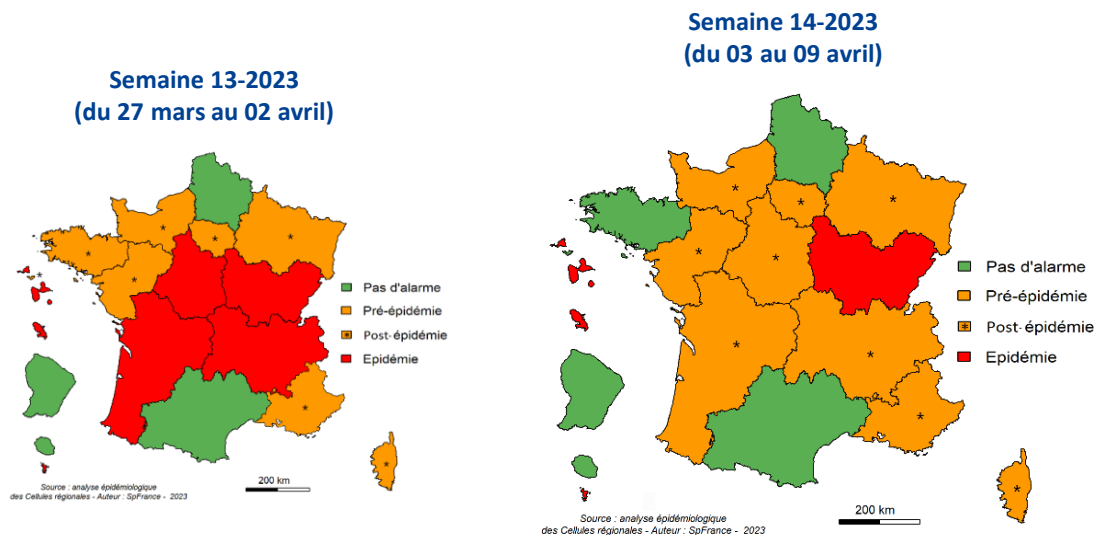 Semaine 13-2023
(du 27 mars au 02 avril)
Pas d'alarme
Pré-épidémie
Post-épidémie
Epidémie
200 km
Source : analyse épidémiologique
des Cellules régionales - Auteur : SpFrance - 2023
Semaine 14-2023
(du 03 au 09 avril)
Pas d'alarme
Pré-épidémie
Post-épidémie
Epidémie
200 km
Source : analyse épidémiologique
des Cellules régionales - Auteur : SpFrance - 2023